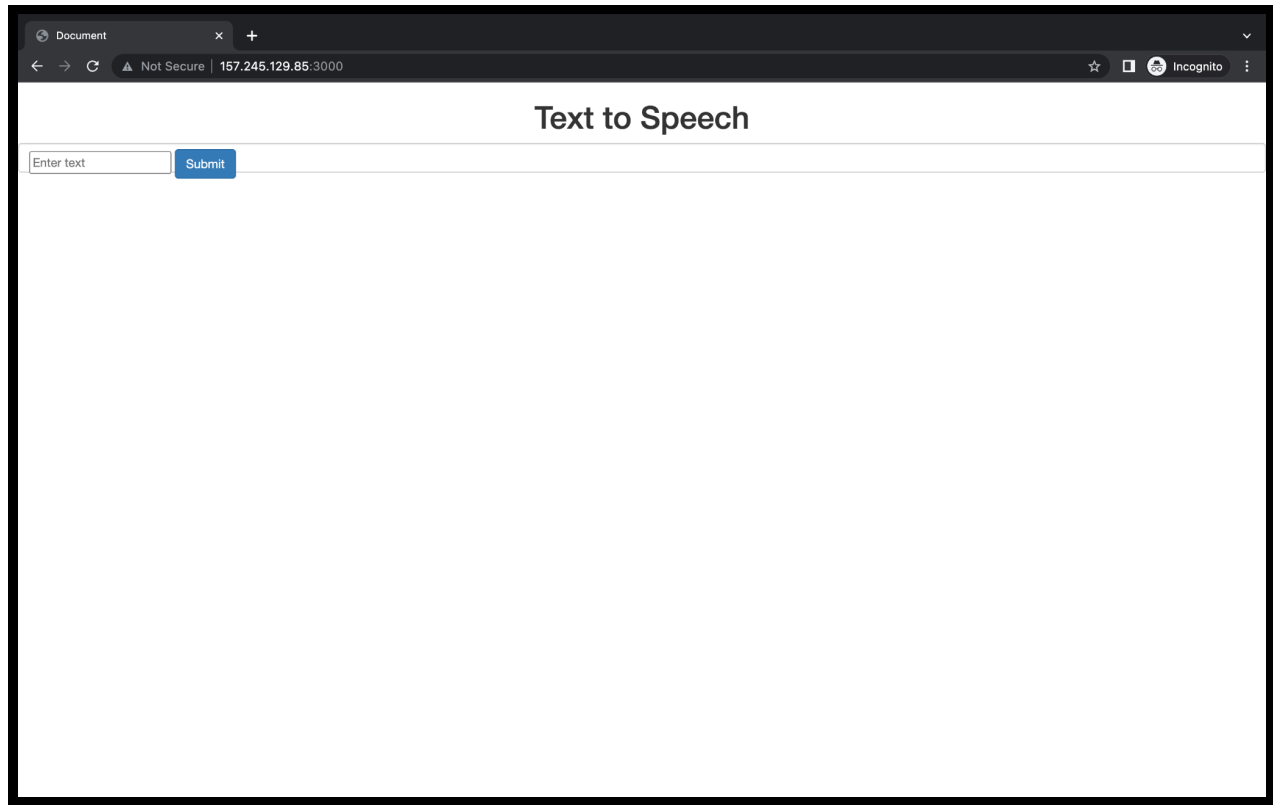 Document
Not Secure | 157.245.129.85:3000
Incognito
Text to Speech
Enter text
Submit